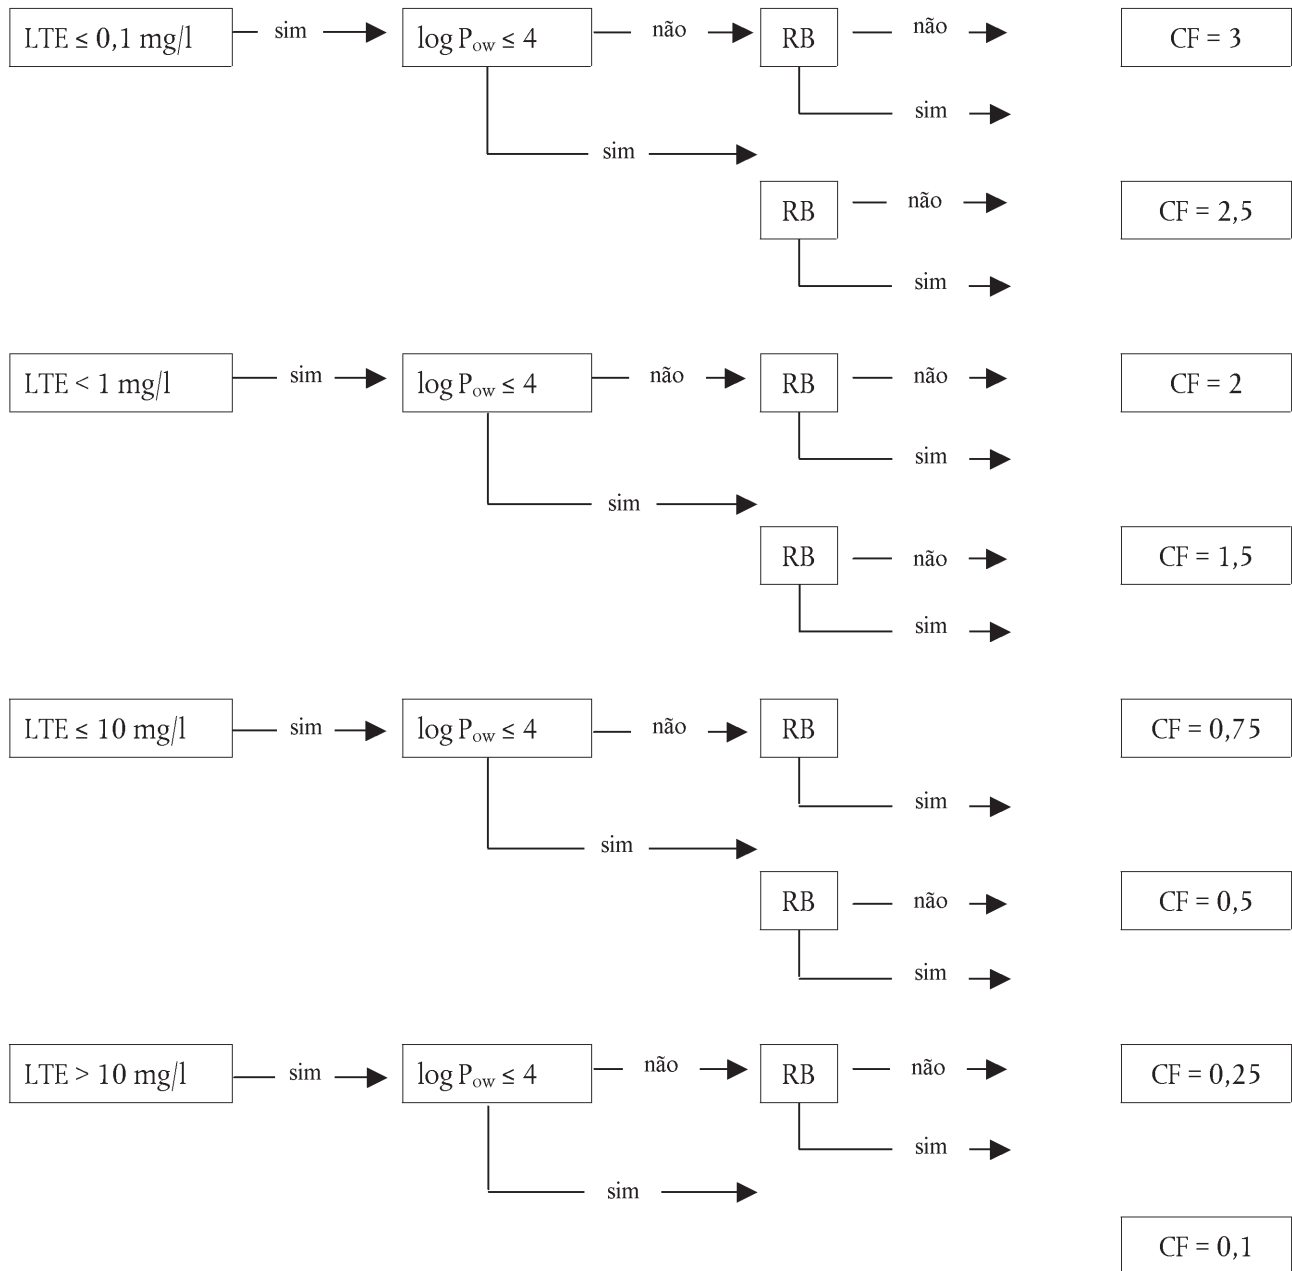 LTE ≤ 0,1 mg/l sim log Pow ≤ 4 não RB não CF = 3
sim
sim
RB não CF = 2,5
sim
LTE < 1 mg/l sim log Pow ≤ 4 não RB não CF = 2
sim
sim
RB não CF = 1,5
sim
LTE ≤ 10 mg/l sim log Pow ≤ 4 não RB CF = 0,75
sim
sim
RB não CF = 0,5
sim
LTE > 10 mg/l sim log Pow ≤ 4 não RB não CF = 0,25
sim
sim
CF = 0,1